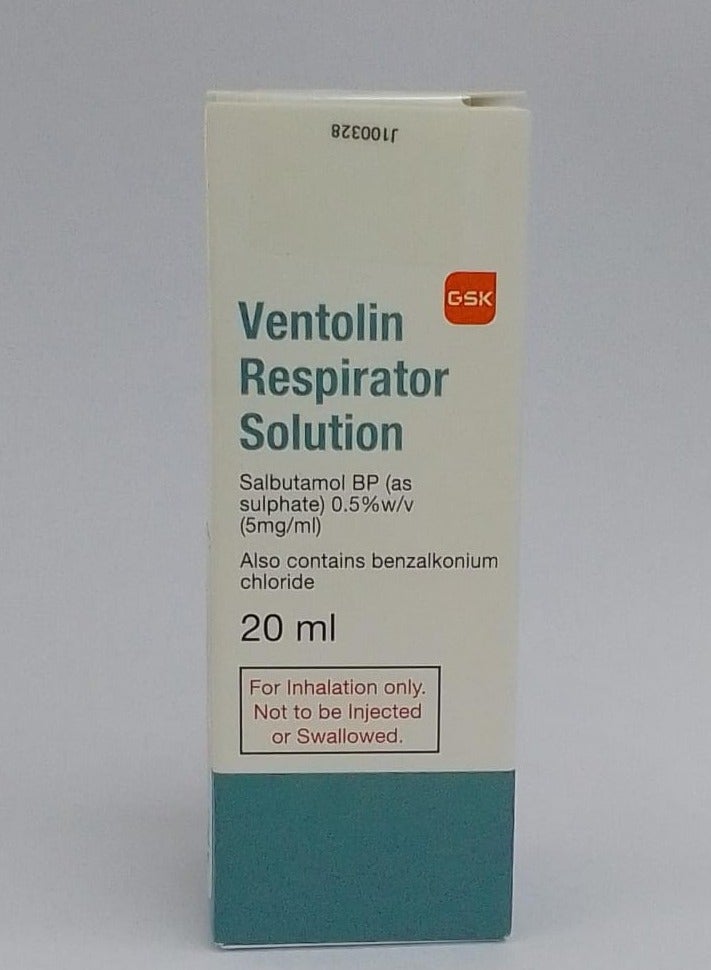 J100328
GSK
Ventolin
Respirator
Solution
Salbutamol BP (as
sulphate) 0.5%w/v
(5mg/ml)
Also contains benzalkonium
chloride
20 ml
For Inhalation only.
Not to be Injected
or Swallowed.